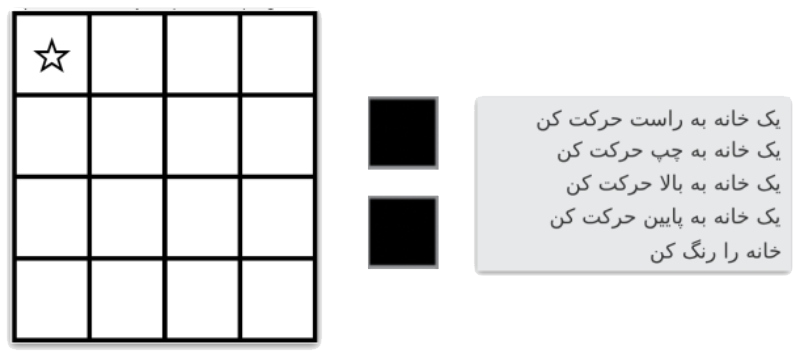 یک خانه به راست حرکت کن
یک خانه به چپ حرکت کن
یک خانه به بالا حرکت کن
یک خانه به پایین حرکت کن
خانه را رنگ کن